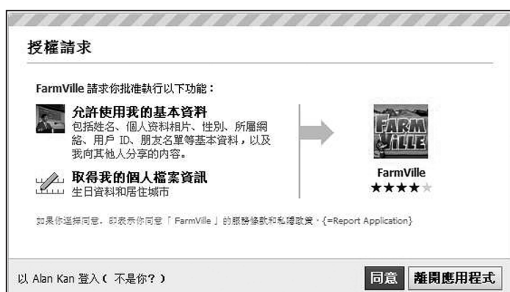 授權請求
FarmVille 請求你批准執行以下功能：
允許使用我的基本資料
包括姓名、個人資料相片、性別、所屬網
絡、用戶 ID、朋友名單等基本資料，以及
我向其他人分享的內容。
取得我的個人檔案資訊
生日資料和居住城市
FARM
VILLE
FarmVille
如果你選擇同意，即表示你同意「FarmVille」的服務條款和私隱政策・{=Report Application}
以 Alan Kan 登入（不是你？）
同意
離開應用程式